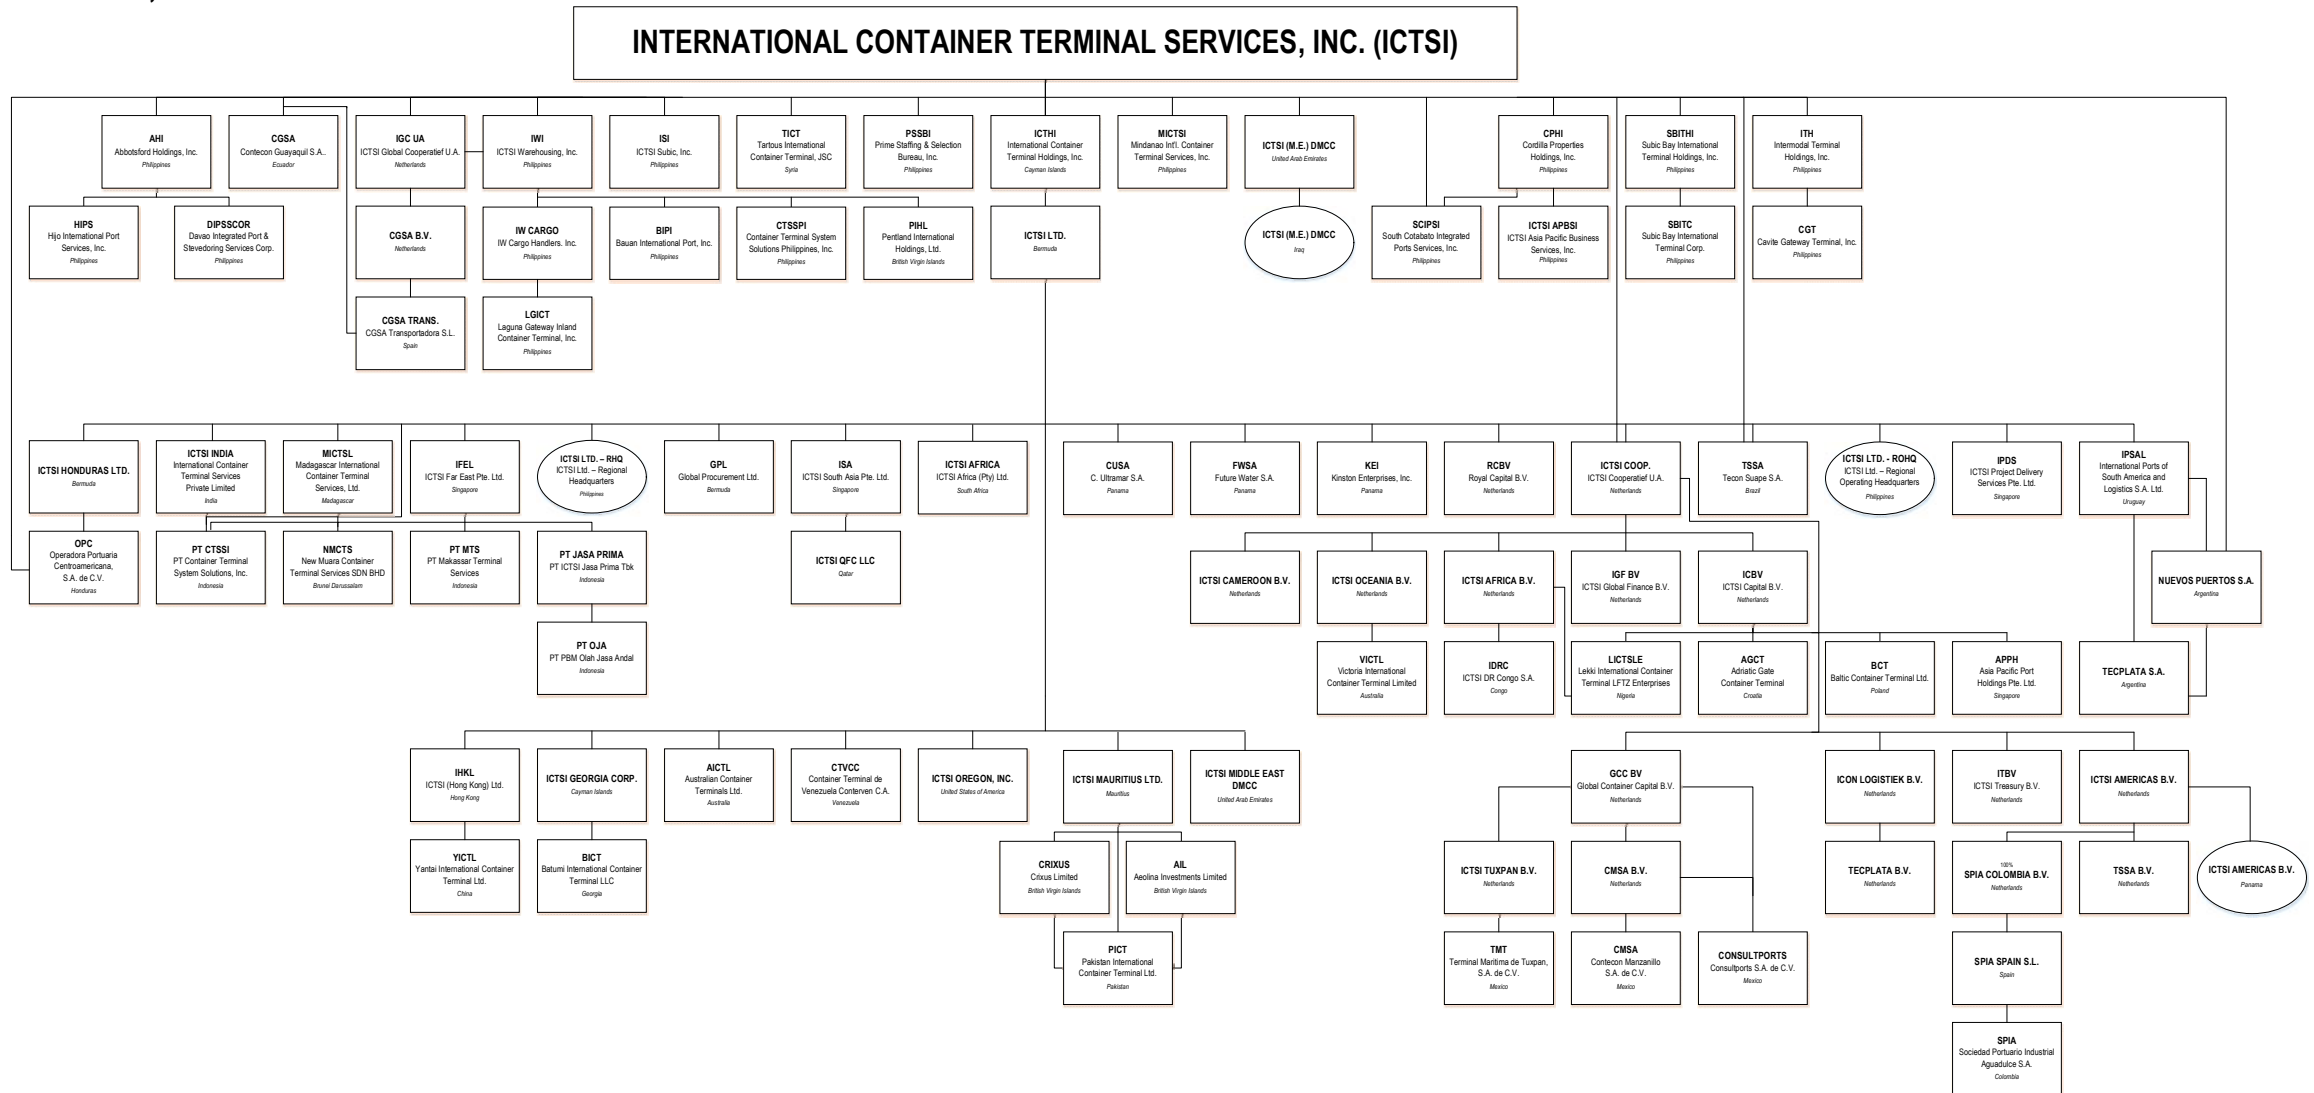 INTERNATIONAL CONTAINER TERMINAL SERVICES, INC. (ICTSI)
AHI
Abbotsford Holdings, Inc.
Philippines
CGSA
Contecon Guayaquil S.A..
Ecuador
IGC UA
ICTSI Global Cooperatief U.A.
Netherlands
IWI
ICTSI Warehousing, Inc.
Philippines
ISI
ICTSI Subic, Inc.
Philippines
TICT
Tartous International
Container Terminal, JSC
Syria
PSSBI
Prime Staffing & Selection
Bureau, Inc.
Philippines
ICTHI
International Container
Terminal Holdings, Inc.
Cayman Islands
MICTSI
Mindanao Int'l. Container
Terminal Services, Inc.
Philippines
ICTSI (M.E.) DMCC
United Arab Emirates
CPHI
Cordilla Properties
Holdings, Inc.
Philippines
SBITHI
Subic Bay International
Terminal Holdings, Inc.
Philippines
ITH
Intermodal Terminal
Holdings, Inc.
Philippines
HIPS
Hijo International Port
Services, Inc.
Philippines
DIPSSCOR
Davao Integrated Port &
Stevedoring Services Corp.
Philippines
CGSA B.V.
Netherlands
IW CARGO
IW Cargo Handlers. Inc.
Philippines
BIPI
Bauan International Port, Inc.
Philippines
CTSSPI
Container Terminal System
Solutions Philippines, Inc.
Philippines
PIHL
Pentland International
Holdings, Ltd.
British Virgin Islands
ICTSI LTD.
Bermuda
ICTSI (M.E.) DMCC
Iraq
SCIPSI
South Cotabato Integrated
Ports Services, Inc.
Philippines
ICTSI APBSI
ICTSI Asia Pacific Business
Services, Inc.
Philippines
SBITC
Subic Bay International
Terminal Corp.
Philippines
CGT
Cavite Gateway Terminal, Inc.
Philippines
CGSA TRANS.
CGSA Transportadora S.L.
Spain
LGICT
Laguna Gateway Inland
Container Terminal, Inc.
Philippines
ICTSI HONDURAS LTD.
Bermuda
ICTSI INDIA
International Container
Terminal Services
Private Limited
India
MICTSL
Madagascar International
Container Terminal
Services, Ltd.
Madagascar
IFEL
ICTSI Far East Pte. Ltd.
Singapore
ICTSI LTD. – RHQ
ICTSI Ltd. – Regional
Headquarters
Philippines
GPL
Global Procurement Ltd.
Bermuda
ISA
ICTSI South Asia Pte. Ltd.
Singapore
ICTSI AFRICA
ICTSI Africa (Pty) Ltd.
South Africa
CUSA
C. Ultramar S.A.
Panama
FWSA
Future Water S.A.
Panama
KEI
Kinston Enterprises, Inc.
Panama
RCBV
Royal Capital B.V.
Netherlands
ICTSI COOP.
ICTSI Cooperatief U.A.
Netherlands
TSSA
Tecon Suape S.A.
Brazil
ICTSI LTD. - ROHQ
ICTSI Ltd. – Regional
Operating Headquarters
Philippines
IPDS
ICTSI Project Delivery
Services Pte. Ltd.
Singapore
IPSAL
International Ports of
South America and
Logistics S.A. Ltd.
Uruguay
OPC
Operadora Portuaria
Centroamericana,
S.A. de C.V.
Honduras
PT CTSSI
PT Container Terminal
System Solutions, Inc.
Indonesia
NMCTS
New Muara Container
Terminal Services SDN BHD
Brunei Darussalam
PT MTS
PT Makassar Terminal
Services
Indonesia
PT JASA PRIMA
PT ICTSI Jasa Prima Tbk
Indonesia
ICTSI QFC LLC
Qatar
ICTSI CAMEROON B.V.
Netherlands
ICTSI OCEANIA B.V.
Netherlands
ICTSI AFRICA B.V.
Netherlands
IGF BV
ICTSI Global Finance B.V.
Netherlands
ICBV
ICTSI Capital B.V.
Netherlands
NUEVOS PUERTOS S.A.
Argentina
PT OJA
PT PBM Olah Jasa Andal
Indonesia
VICTL
Victoria International
Container Terminal Limited
Australia
IDRC
ICTSI DR Congo S.A.
Congo
LICTSLE
Lekki International Container
Terminal LFTZ Enterprises
Nigeria
AGCT
Adriatic Gate
Container Terminal
Croatia
BCT
Baltic Container Terminal Ltd.
Poland
APPH
Asia Pacific Port
Holdings Pte. Ltd.
Singapore
TECPLATA S.A.
Argentina
IHKL
ICTSI (Hong Kong) Ltd.
Hong Kong
ICTSI GEORGIA CORP.
Cayman Islands
AICTL
Australian Container
Terminals Ltd.
Australia
CTVCC
Container Terminal de
Venezuela Conterven C.A.
Venezuela
ICTSI OREGON, INC.
United States of America
ICTSI MAURITIUS LTD.
Mauritius
ICTSI MIDDLE EAST
DMCC
United Arab Emirates
GCC BV
Global Container Capital B.V.
Netherlands
ICON LOGISTIEK B.V.
Netherlands
ITBV
ICTSI Treasury B.V.
Netherlands
ICTSI AMERICAS B.V.
Netherlands
YICTL
Yantai International Container
Terminal Ltd.
China
BICT
Batumi International Container
Terminal LLC
Georgia
CRIXUS
Crixus Limited
British Virgin Islands
AIL
Aeolina Investments Limited
British Virgin Islands
ICTSI TUXPAN B.V.
Netherlands
CMSA B.V.
Netherlands
TECPLATA B.V.
Netherlands
100%
SPIA COLOMBIA B.V.
Netherlands
TSSA B.V.
Netherlands
ICTSI AMERICAS B.V.
Panama
PICT
Pakistan International
Container Terminal Ltd.
Pakistan
TMT
Terminal Maritima de Tuxpan,
S.A. de C.V.
Mexico
CMSA
Contecon Manzanillo
S.A. de C.V.
Mexico
CONSULTPORTS
Consultports S.A. de C.V.
Mexico
SPIA SPAIN S.L.
Spain
SPIA
Sociedad Portuario Industrial
Aguadulce S.A.
Colombia